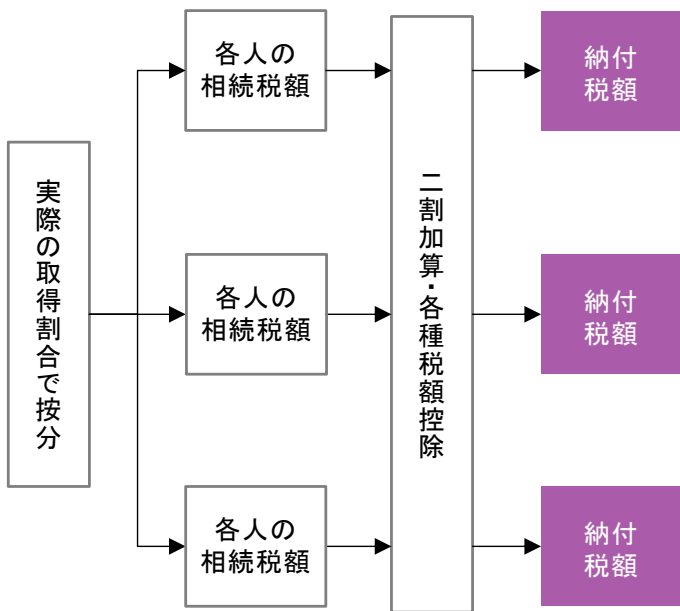 実際の取得割合で按分
各人の
相続税額
各人の
相続税額
各人の
相続税額
二割加算・各種税額控除
納付
税額
納付
税額
納付
税額